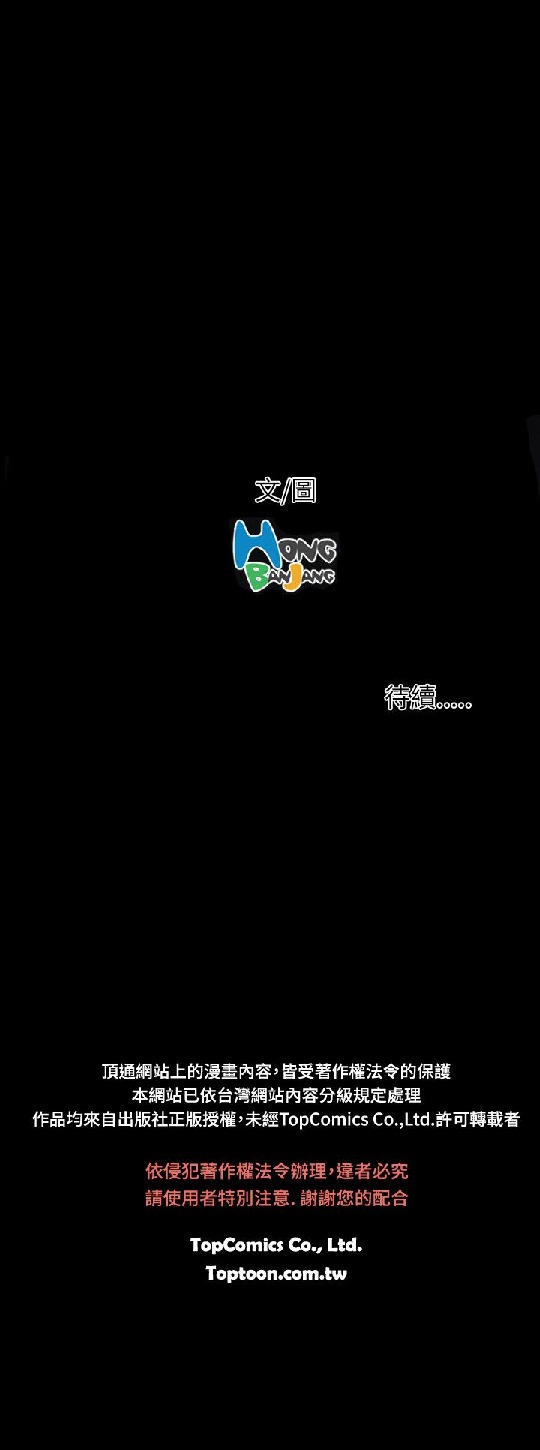 文/圖
HONG
BANJANG
待續.....
頂通網站上的漫畫內容,皆受著作權法令的保護
本網站已依台灣網站內容分級規定處理
作品均來自出版社正版授權,未經TopComics Co.,Ltd.許可轉載者
依侵犯著作權法令辦理,違者必究
請使用者特別注意. 謝謝您的配合
TopComics Co., Ltd.
Toptoon.com.tw